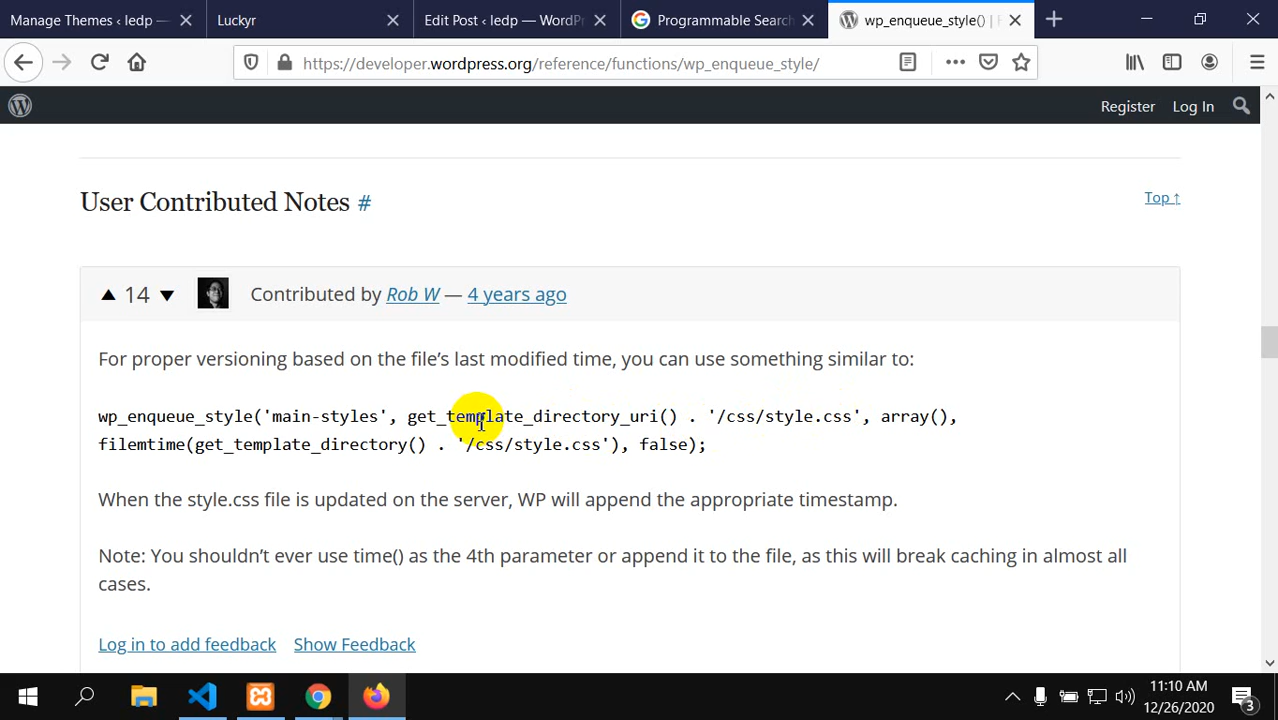 Manage Themes ‹ ledp — Luckyr Edit Post ‹ ledp — WordPr Programmable Search wp_enqueue_style() | F
https://developer.wordpress.org/reference/functions/wp_enqueue_style/
Register Log In
User Contributed Notes #
Top ↑
14 Contributed by Rob W — 4 years ago
For proper versioning based on the file’s last modified time, you can use something similar to:
wp_enqueue_style('main-styles', get_template_directory_uri() . '/css/style.css', array(),
filemtime(get_template_directory() . '/css/style.css'), false);
When the style.css file is updated on the server, WP will append the appropriate timestamp.
Note: You shouldn’t ever use time() as the 4th parameter or append it to the file, as this will break caching in almost all
cases.
Log in to add feedback Show Feedback
11:10 AM
12/26/2020
3